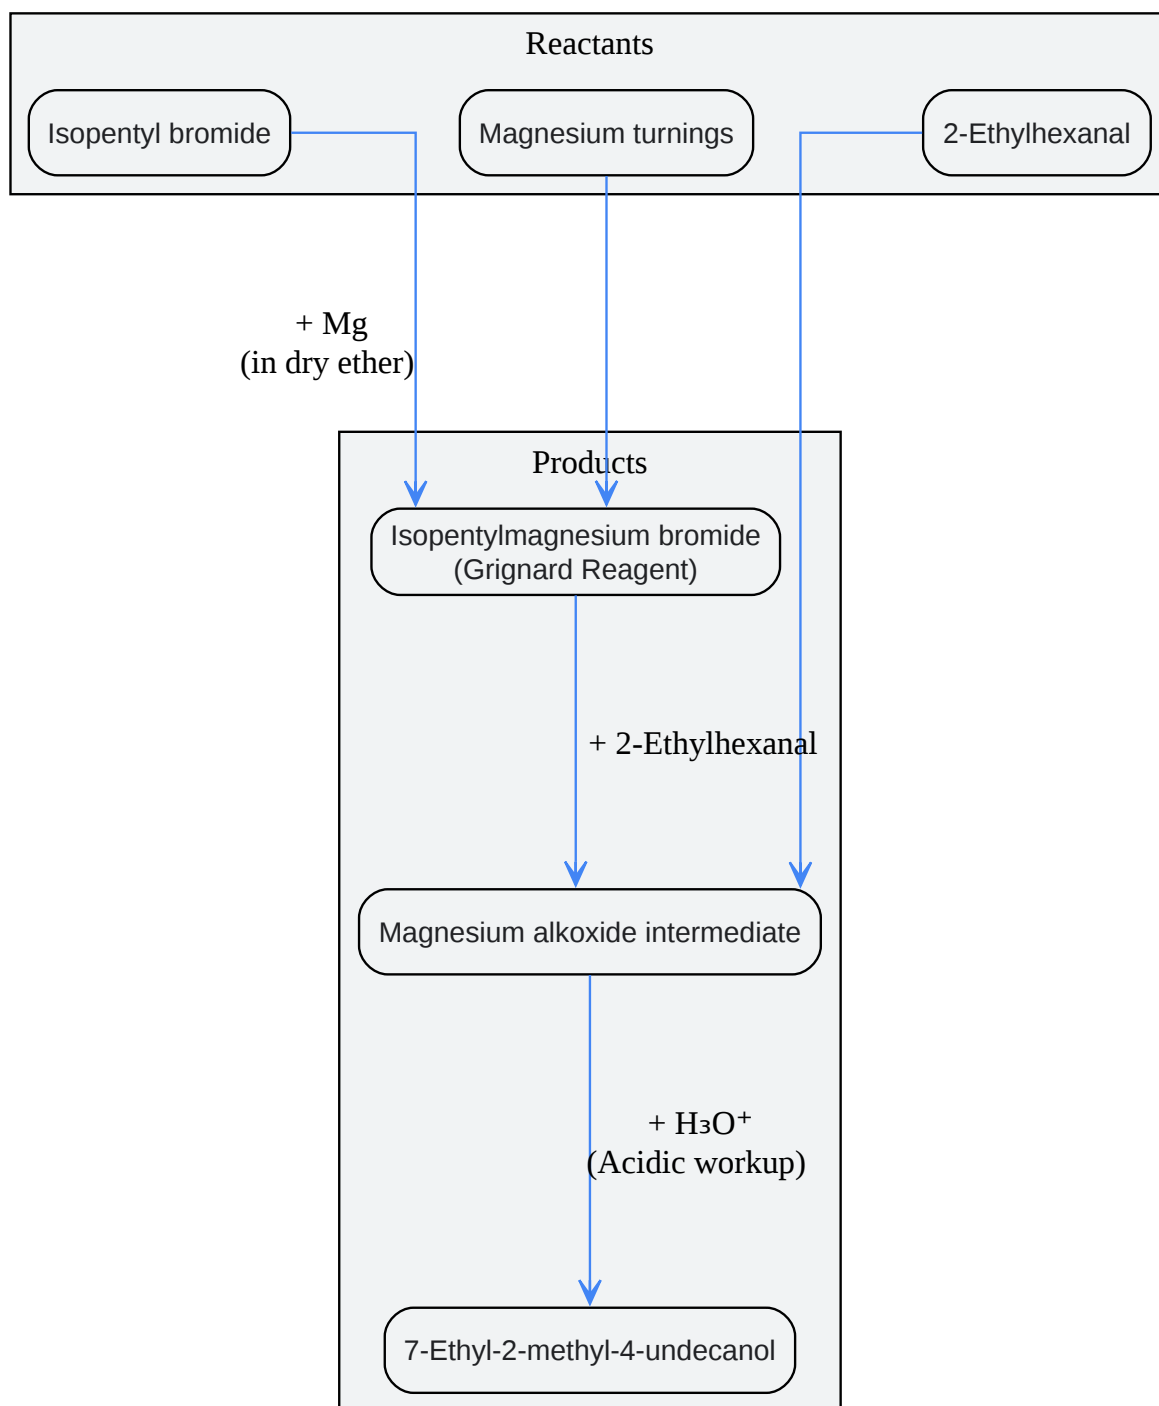 Reactants
Isopentyl bromide
Magnesium turnings
2-Ethylhexanal
+ Mg
(in dry ether)
Products
Isopentylmagnesium bromide
(Grignard Reagent)
+ 2-Ethylhexanal
Magnesium alkoxide intermediate
+ H₃O⁺
(Acidic workup)
7-Ethyl-2-methyl-4-undecanol